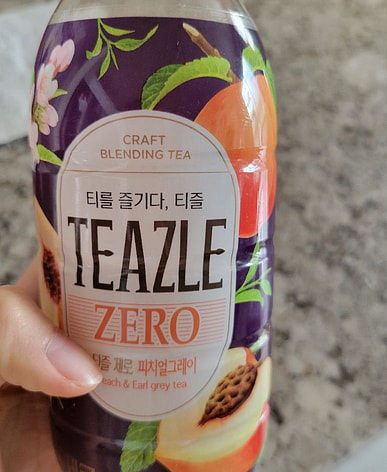 CRAFT
BLENDING TEA
티를 즐기다, 티즐
TEAZLE
ZERO
티즐 제로 피치얼그레이
each & Earl grey tea